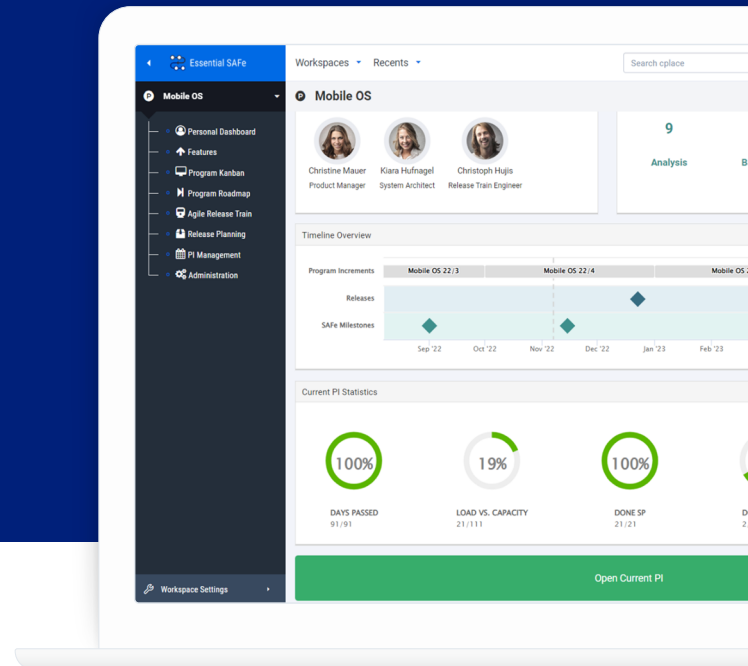 Essential SAFe
Workspaces
Recents
Search cplace
P Mobile OS
P Mobile OS
Personal Dashboard
Features
Program Kanban
Program Roadmap
Agile Release Train
Release Planning
PI Management
Administration
Workspace Settings
Christine Mauer
Product Manager
Kiara Hufnagel
System Architect
Christoph Hujis
Release Train Engineer
9
Analysis
B
Timeline Overview
Program Increments
Mobile OS 22/3
Mobile OS 22/4
Mobile OS 2
Releases
SAFe Milestones
Sep '22
Oct '22
Nov '22
Dec '22
Jan '23
Feb '23
Current PI Statistics
100%
DAYS PASSED
91/91
19%
LOAD VS. CAPACITY
21/111
100%
DONE SP
21/21
D
2
Open Current PI